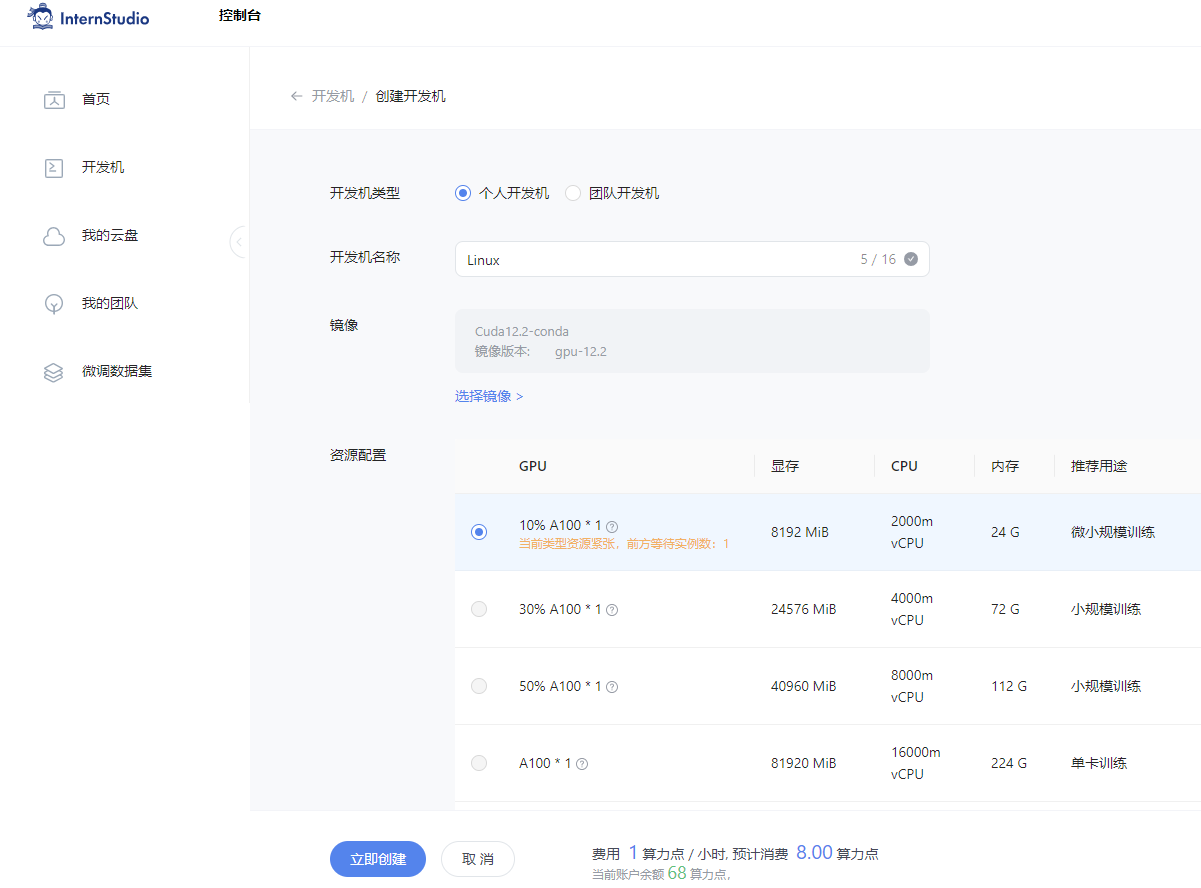 InternStudio
控制台
首页
开发机
我的云盘
我的团队
微调数据集
开发机 / 创建开发机
开发机类型 个人开发机 团队开发机
开发机名称 Linux 5 / 16
镜像 Cuda12.2-conda
镜像版本: gpu-12.2
选择镜像 >
资源配置
GPU 显存 CPU 内存 推荐用途
10% A100 * 1 8192 MiB 2000m vCPU 24 G 微小规模训练
当前类型资源紧张，前方等待实例数：1
30% A100 * 1 24576 MiB 4000m vCPU 72 G 小规模训练
50% A100 * 1 40960 MiB 8000m vCPU 112 G 小规模训练
A100 * 1 81920 MiB 16000m vCPU 224 G 单卡训练
立即创建 取 消
费用 1 算力点 / 小时, 预计消费 8.00 算力点
当前账户余额 68 算力点,